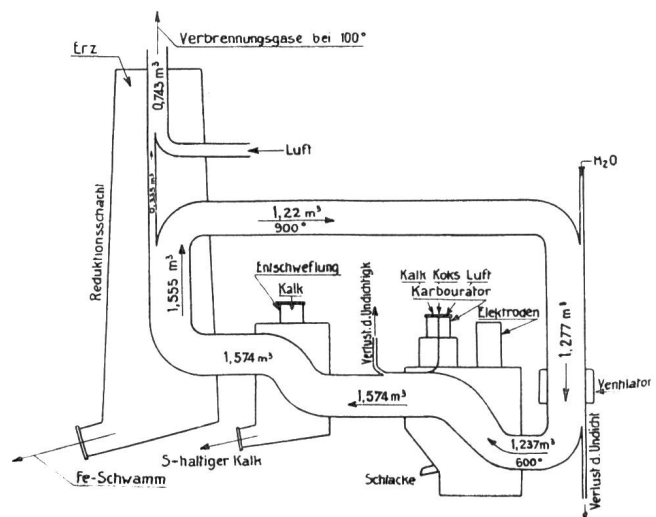 Verbrennungsgase bei 100°
Erz
0,743 m³
Luft
H₂O
0,335 m³
1,22 m³
900°
Reduktionsschacht
1,555 m³
Entschweflung
Kalk
Verlust d. Undichtigk
Kalk Koks Luft
Karbourator
Elektroden
1,277 m³
1,574 m³
1,574 m³
Ventilator
1,237 m³
600°
S-haltiger Kalk
Fe-Schwamm
Schlacke
Verlust d. Undicht